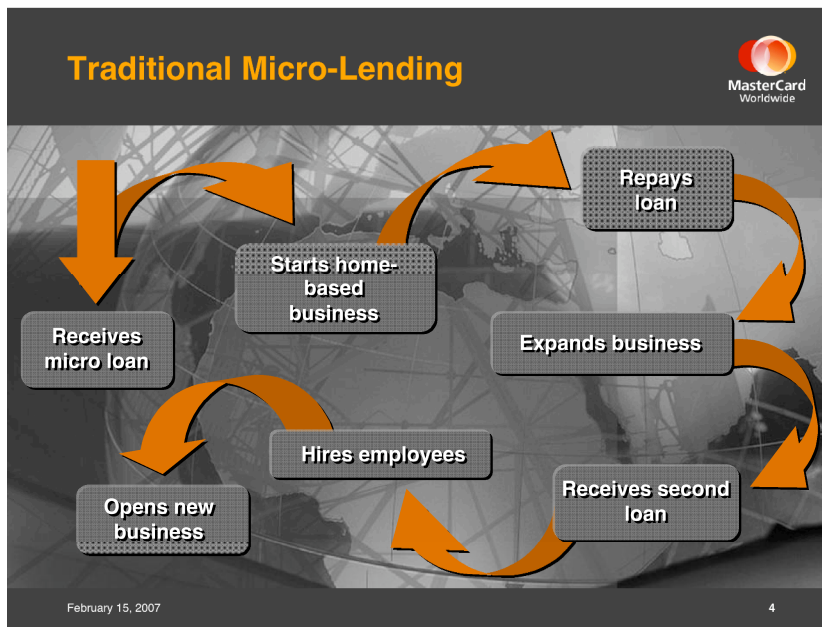 Traditional Micro-Lending
MasterCard
Worldwide
Receives
micro loan
Starts home-
based
business
Repays
loan
Expands business
Receives second
loan
Hires employees
Opens new
business
February 15, 2007
4